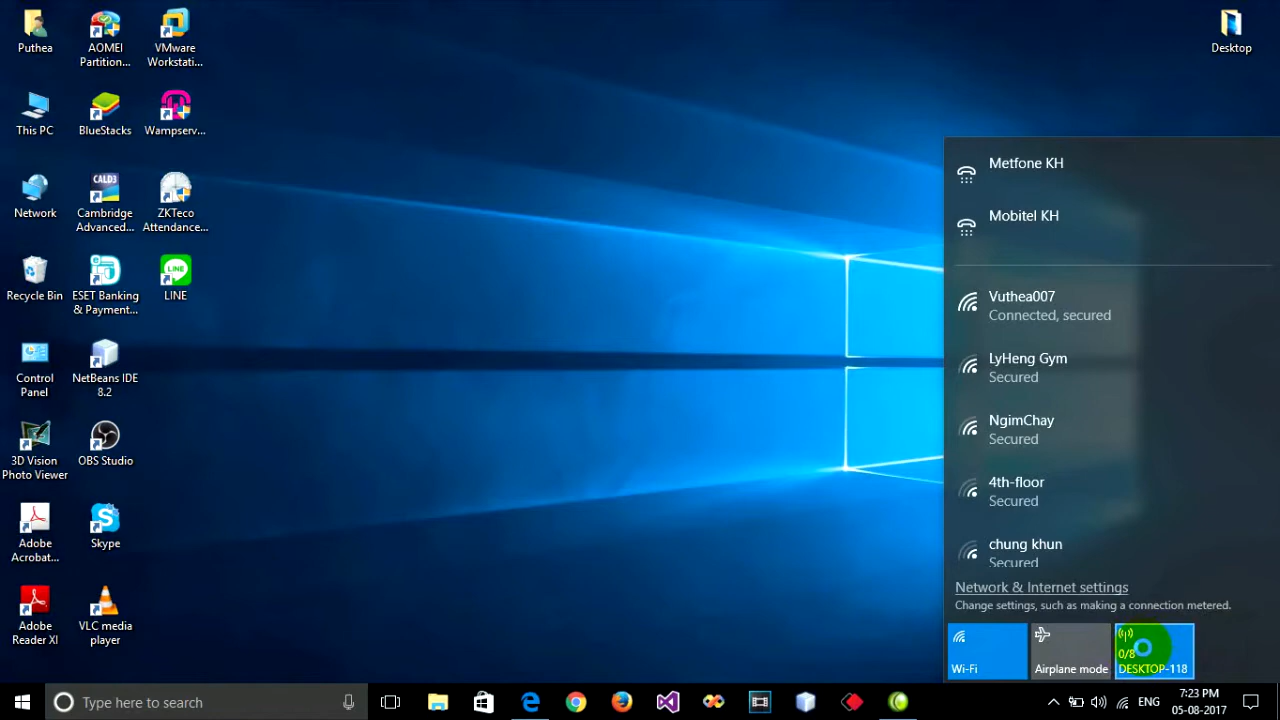 Puthea
AOMEI
Partition...
VMware
Workstati...
Desktop
This PC
BlueStacks
Wampserv...
Network
CALD3
Cambridge
Advanced...
ZKTeco
Attendance...
Recycle Bin
ESET Banking
& Payment...
LINE
LINE
Control
Panel
NetBeans IDE
8.2
3D Vision
Photo Viewer
OBS Studio
Adobe
Acrobat...
Skype
Adobe
Reader XI
VLC media
player
Metfone KH
Mobitel KH
Vuthea007
Connected, secured
LyHeng Gym
Secured
NgimChay
Secured
4th-floor
Secured
chung khun
Secured
Network & Internet settings
Change settings, such as making a connection metered.
Wi-Fi
Airplane mode
0/8
DESKTOP-118
Type here to search
ENG
7:23 PM
05-08-2017